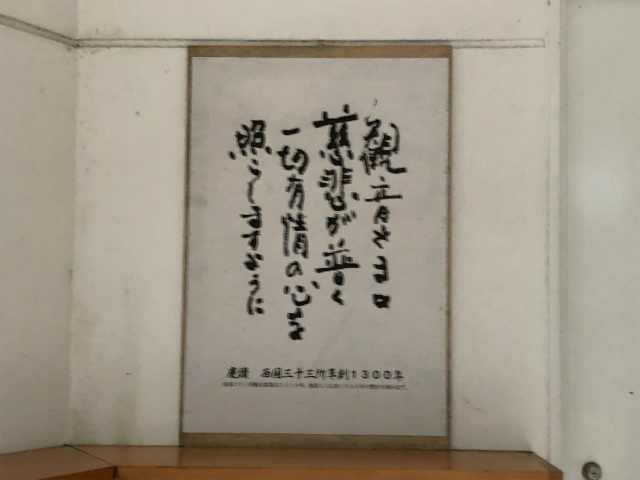 観音さまの
慈悲が普く
一切有情の心を
照らしますように
慶讃 西国三十三所草創1300年